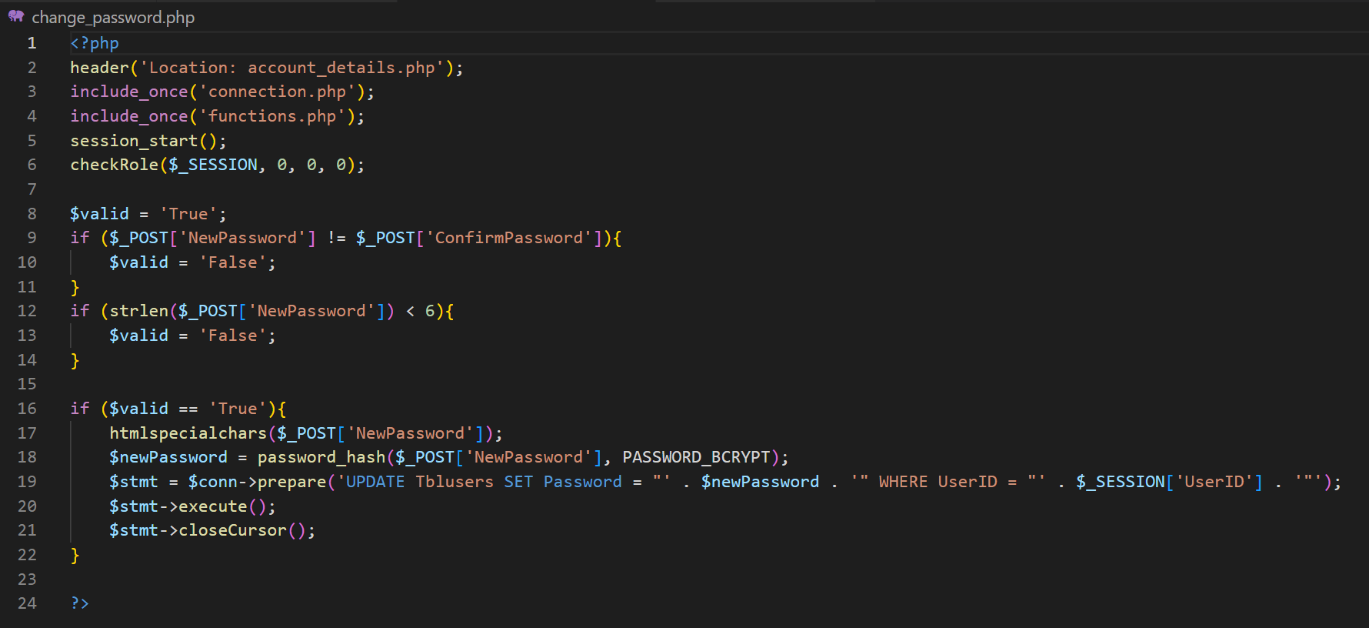 change_password.php
1 <?php
2 header('Location: account_details.php');
3 include_once('connection.php');
4 include_once('functions.php');
5 session_start();
6 checkRole($_SESSION, 0, 0, 0);
7
8 $valid = 'True';
9 if ($_POST['NewPassword'] != $_POST['ConfirmPassword']){
10     $valid = 'False';
11 }
12 if (strlen($_POST['NewPassword']) < 6){
13     $valid = 'False';
14 }
15
16 if ($valid == 'True'){
17     htmlspecialchars($_POST['NewPassword']);
18     $newPassword = password_hash($_POST['NewPassword'], PASSWORD_BCRYPT);
19     $stmt = $conn->prepare('UPDATE Tblusers SET Password = "' . $newPassword . '" WHERE UserID = "' . $_SESSION['UserID'] . '"');
20     $stmt->execute();
21     $stmt->closeCursor();
22 }
23
24 ?>